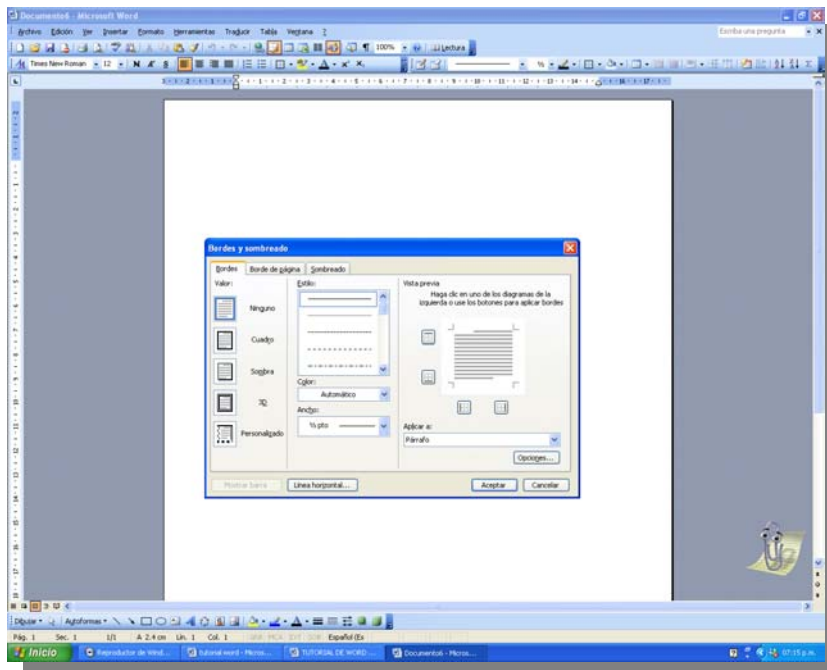 Documento6 - Microsoft Word
Archivo Edición Ver Insertar Formato Herramientas Traducir Tabla Ventana ? Escriba una pregunta
100% Lectura
Times New Roman 12 N K S
Bordes y sombreado
Bordes Borde de página Sombreado
Valor: Estilo: Vista previa
Haga clic en uno de los diagramas de la
izquierda o use los botones para aplicar bordes
Ninguno
Cuadro
Sombra
Color:
3D Automático
Ancho:
Personalizado ½ pto Aplicar a:
Párrafo
Opciones...
Mostrar barra Línea horizontal... Aceptar Cancelar
Dibujar Autoformas
Pág. 1 Sec. 1 1/1 A 2.4 cm Lín. 1 Col. 1 GRB MCA EXT SOB Español (Es
Inicio Reproductor de Wind... tutorial word - Micros... TUTORIAL DE WORD ... Documento6 - Micros... 07:15 p.m.